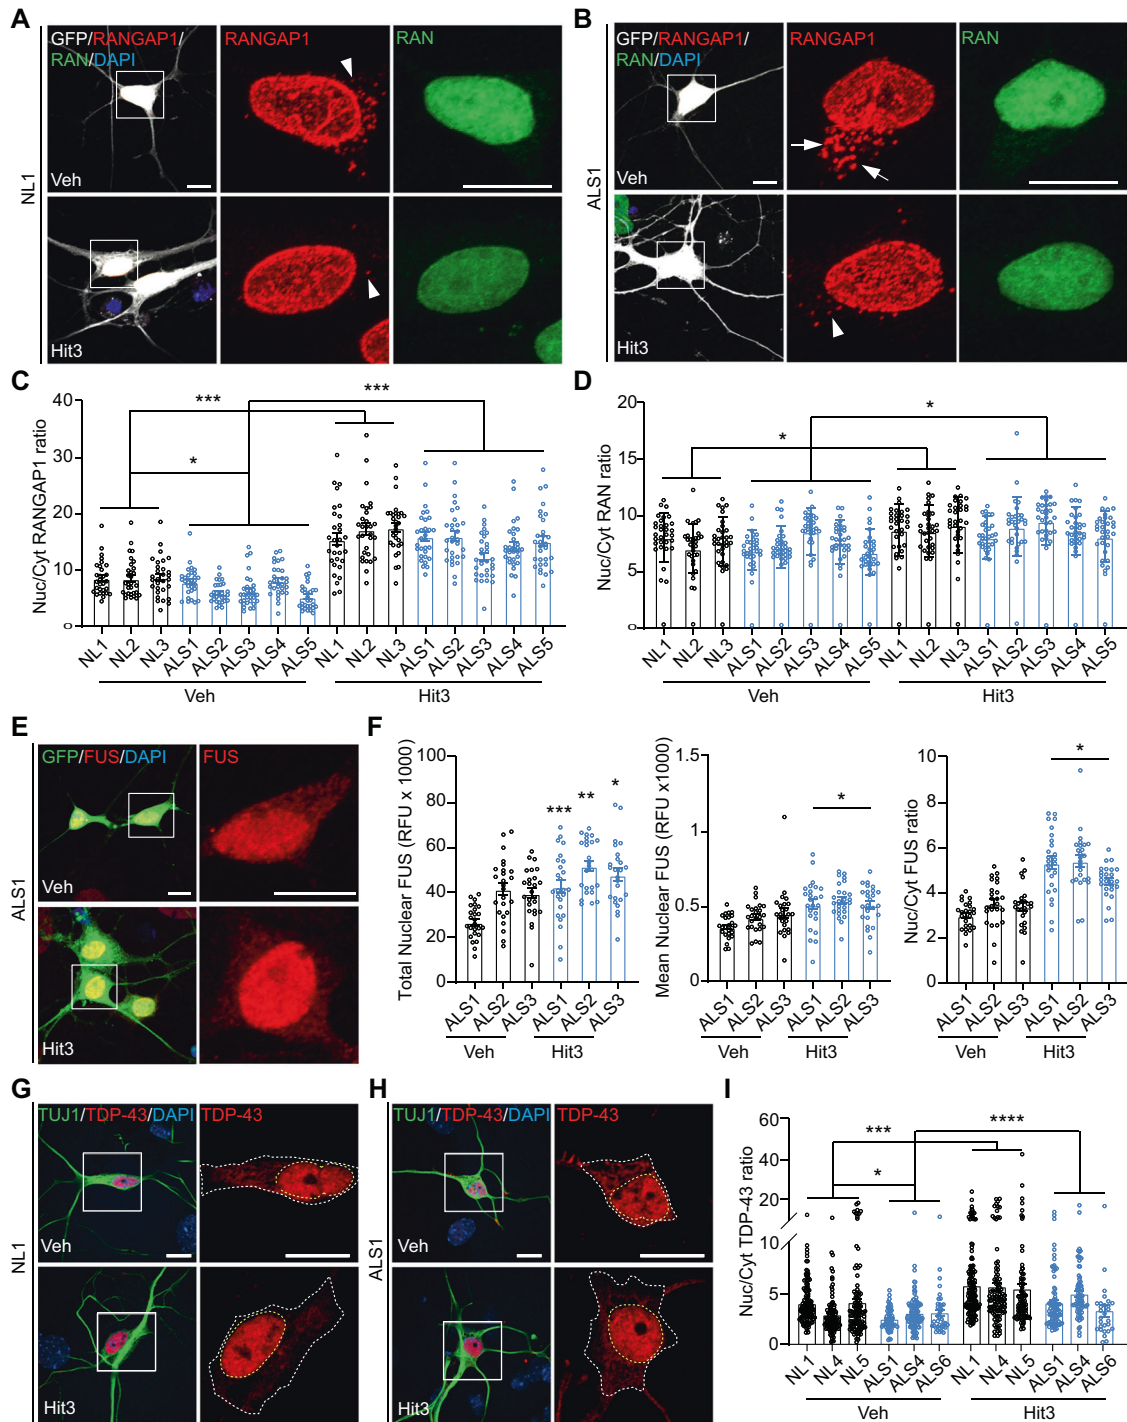 A
GFP/RANGAP1/
RAN/DAPI
RANGAP1
RAN
Veh
NL1
Hit3
B
GFP/RANGAP1/
RAN/DAPI
RANGAP1
RAN
Veh
ALS1
Hit3
C
Nuc/Cyt RANGAP1 ratio
40
30
20
10
0
***
***
*
NL1 NL2 NL3 ALS1 ALS2 ALS3 ALS4 ALS5 NL1 NL2 NL3 ALS1 ALS2 ALS3 ALS4 ALS5
Veh Hit3
D
Nuc/Cyt RAN ratio
20
15
10
5
0
*
*
NL1 NL2 NL3 ALS1 ALS2 ALS3 ALS4 ALS5 NL1 NL2 NL3 ALS1 ALS2 ALS3 ALS4 ALS5
Veh Hit3
E
GFP/FUS/DAPI
FUS
Veh
ALS1
Hit3
F
Total Nuclear FUS (RFU x 1000)
100
80
60
40
20
0
*** ** *
ALS1 ALS2 ALS3 ALS1 ALS2 ALS3
Veh Hit3
Mean Nuclear FUS (RFU x1000)
1.5
1
0.5
0
*
ALS1 ALS2 ALS3 ALS1 ALS2 ALS3
Veh Hit3
Nuc/Cyt FUS ratio
10
8
6
4
2
0
*
ALS1 ALS2 ALS3 ALS1 ALS2 ALS3
Veh Hit3
G
TUJ1/TDP-43/DAPI
TDP-43
Veh
NL1
Hit3
H
TUJ1/TDP-43/DAPI
TDP-43
Veh
ALS1
Hit3
I
Nuc/Cyt TDP-43 ratio
60
40
20
10
5
0
***
****
*
NL1 NL4 NL5 ALS1 ALS4 ALS6 NL1 NL4 NL5 ALS1 ALS4 ALS6
Veh Hit3